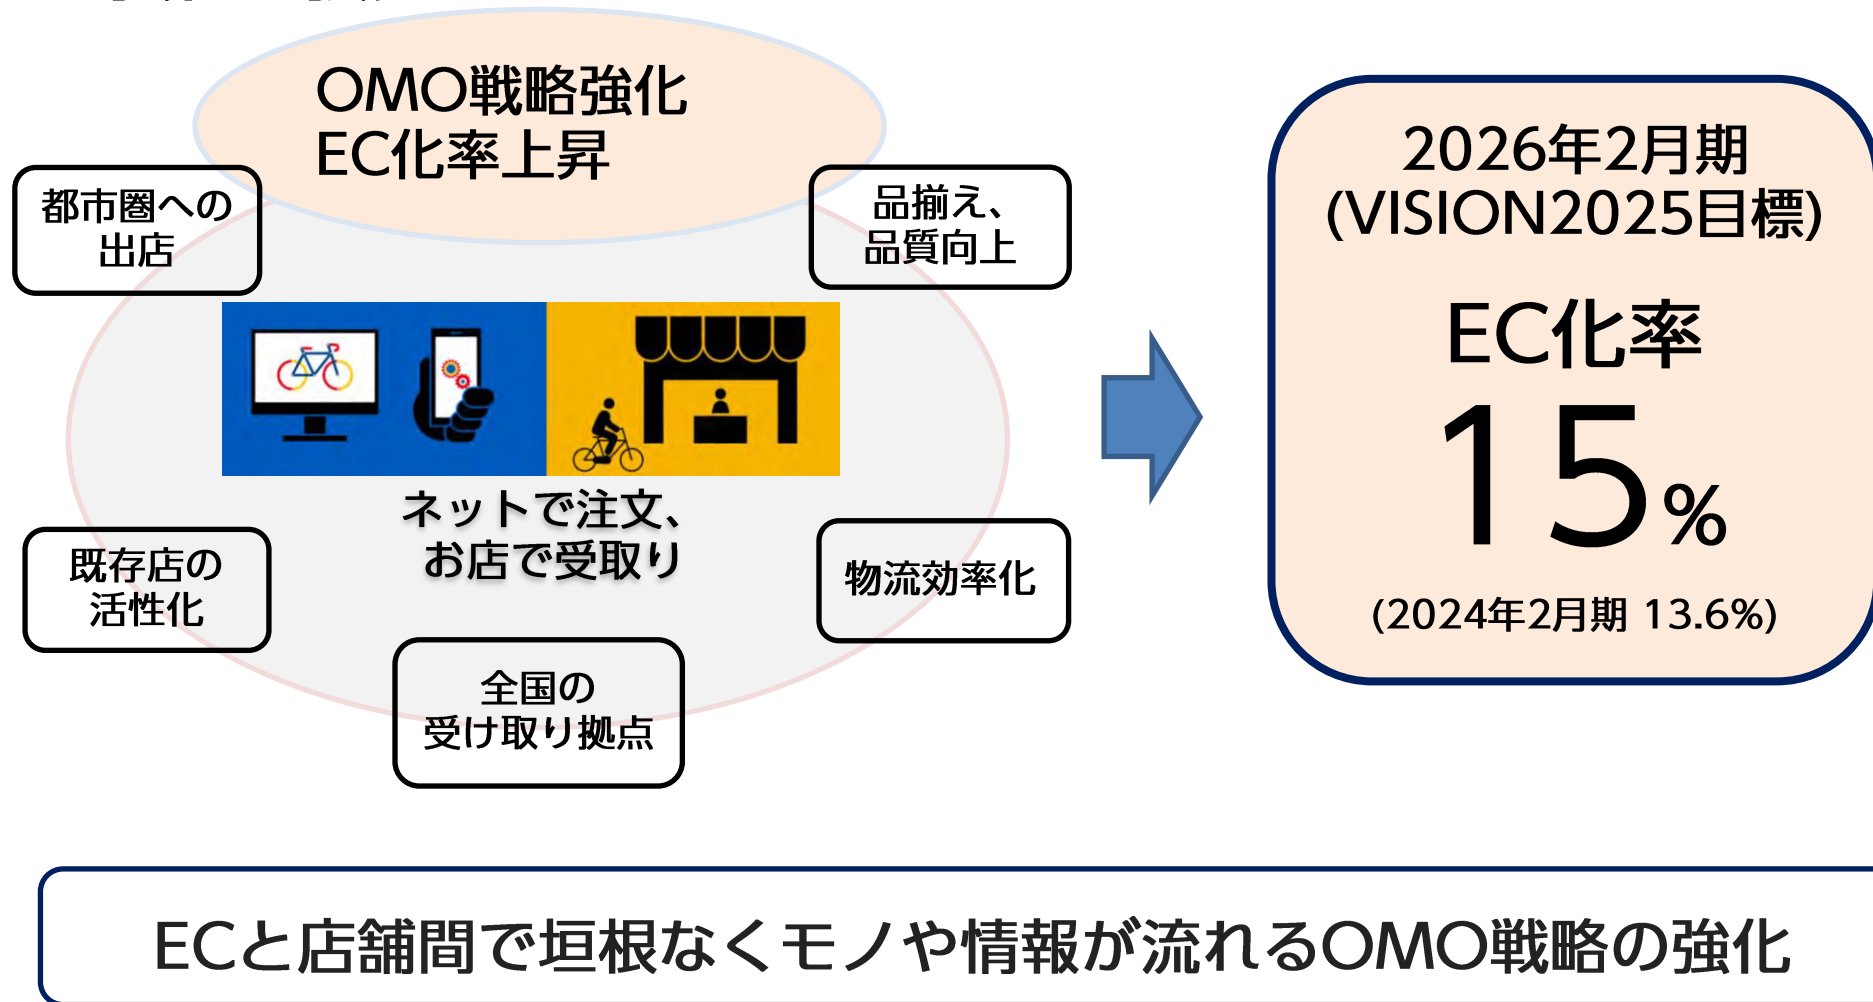 OMO戦略強化
EC化率上昇
都市圏への
出店
品揃え、
品質向上
ネットで注文、
お店で受取り
既存店の
活性化
物流効率化
全国の
受け取り拠点
2026年2月期
(VISION2025目標)
EC化率
15%
(2024年2月期 13.6%)
ECと店舗間で垣根なくモノや情報が流れるOMO戦略の強化